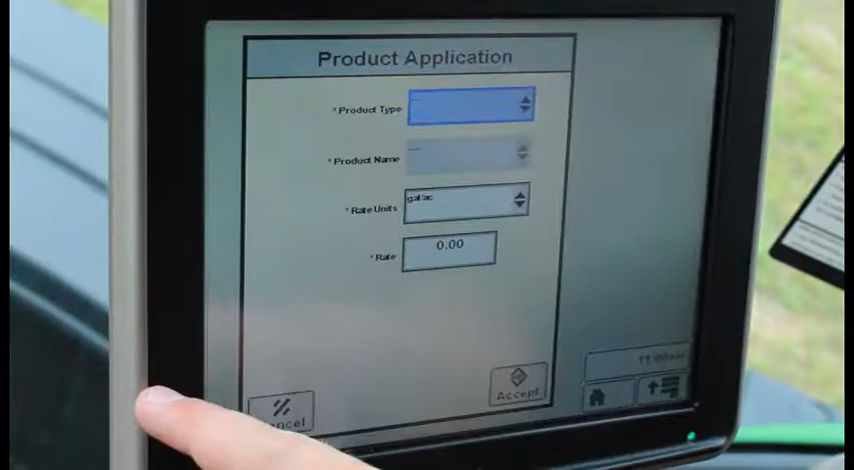 Product Application
* Product Type
---
* Product Name
---
* Rate Units
gal/ac
* Rate
0.00
Accept